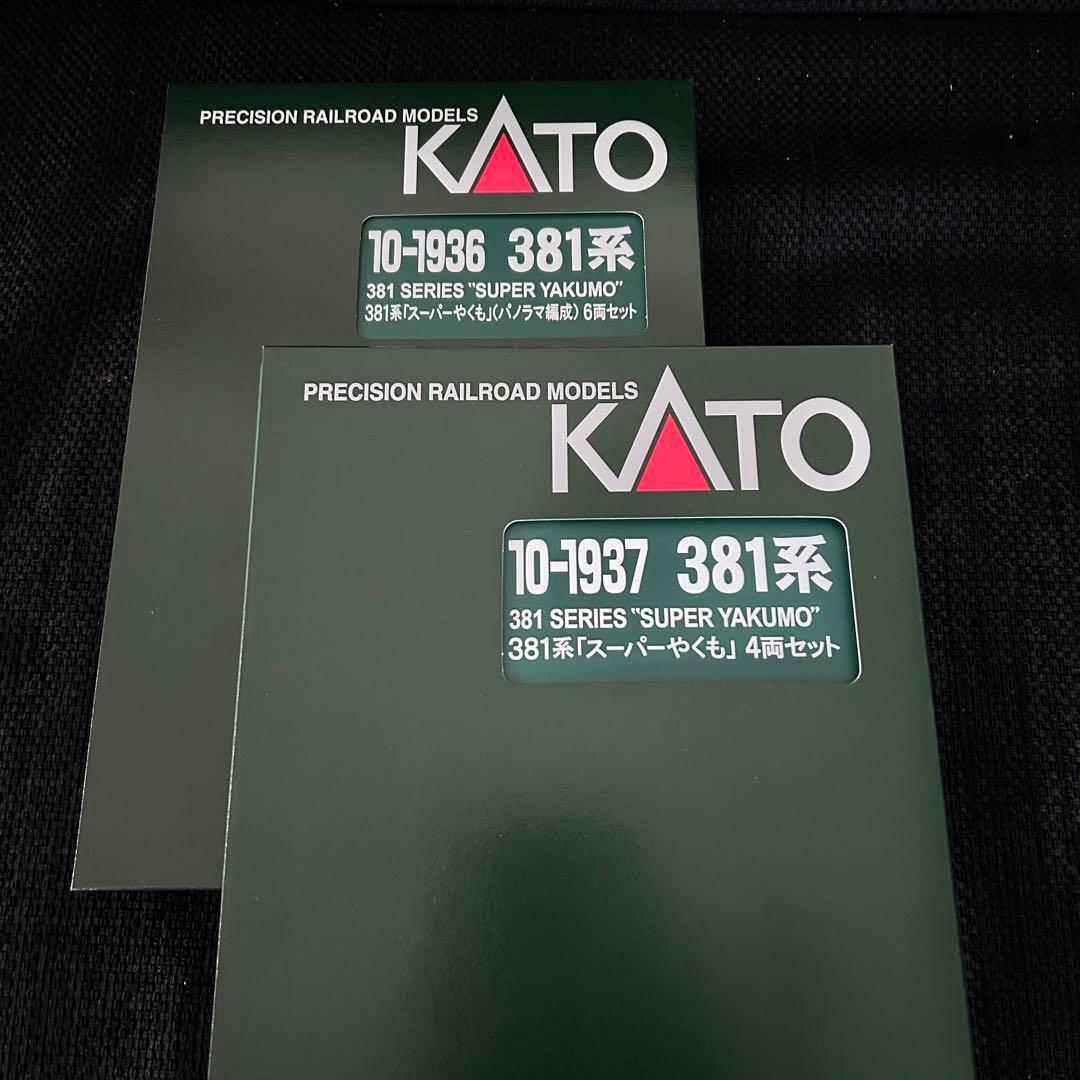 PRECISION RAILROAD MODELS
KATO
10-1936 381系
381 SERIES "SUPER YAKUMO"
381系「スーパーやくも」(パノラマ編成) 6両セット
PRECISION RAILROAD MODELS
KATO
10-1937 381系
381 SERIES "SUPER YAKUMO"
381系「スーパーやくも」 4両セット